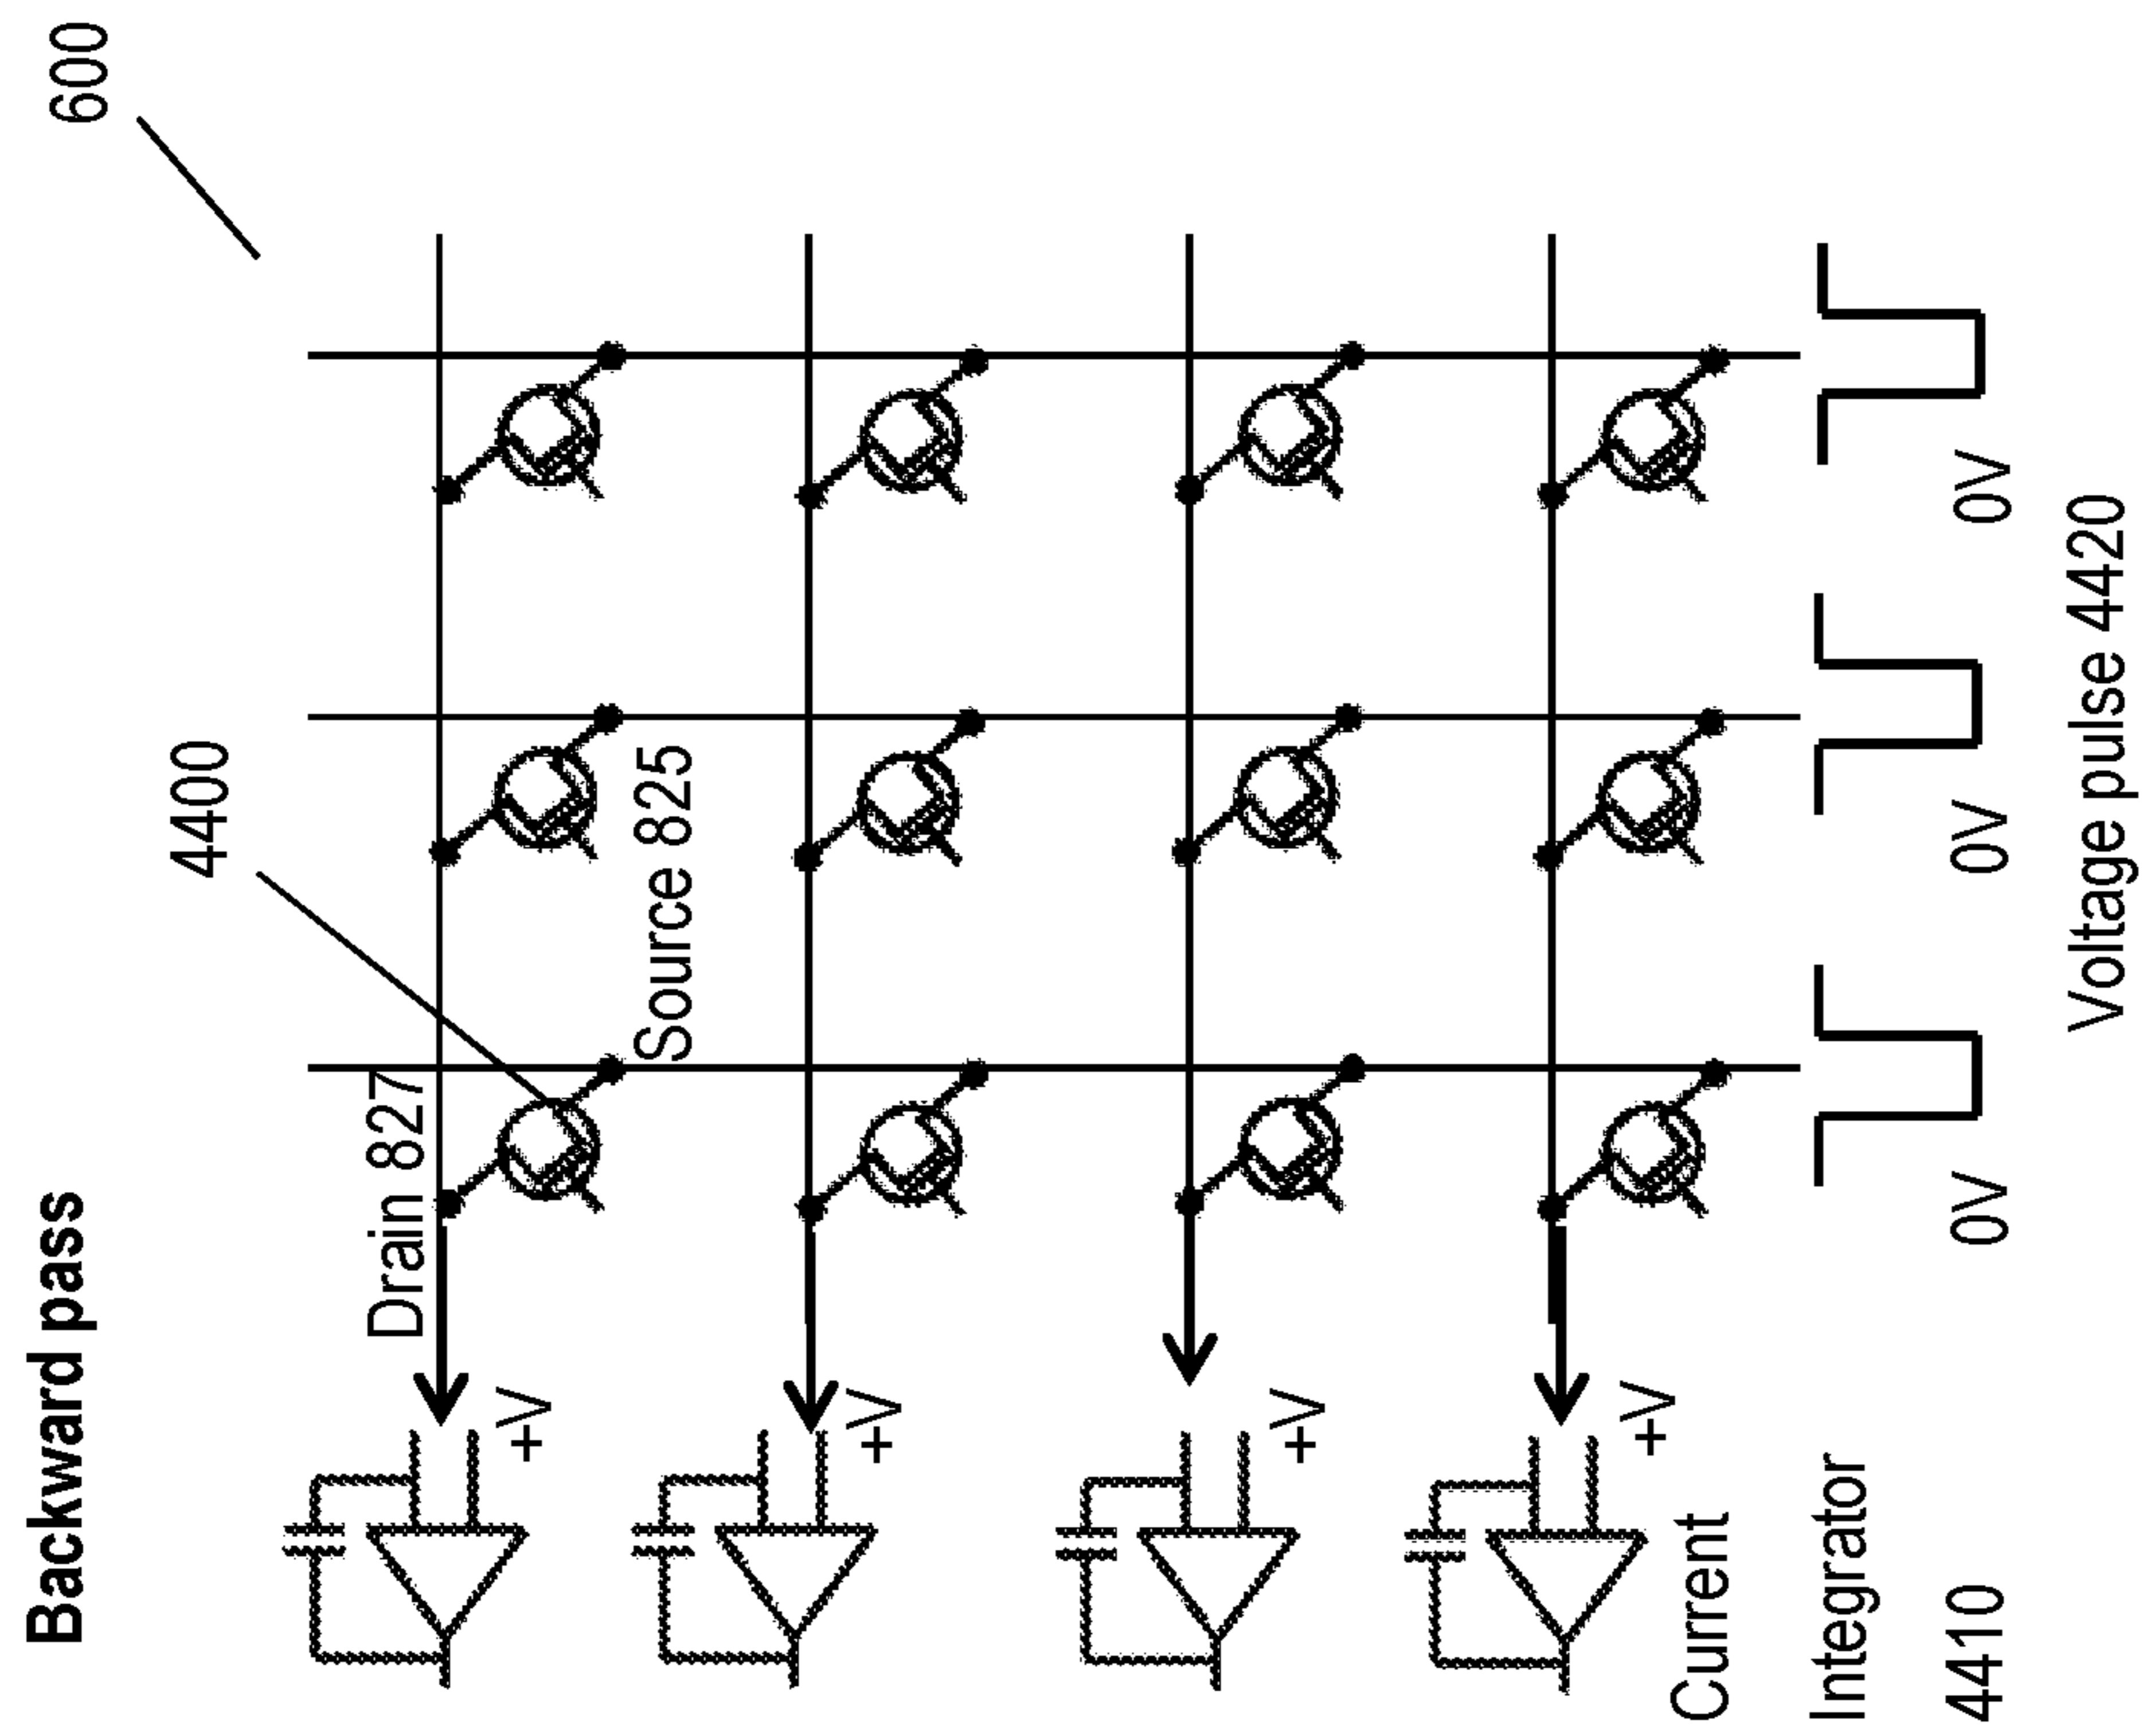 Backward pass
600
4400
Drain 827
Source 825
+V
+V
+V
+V
Current
Integrator
4410
0V
0V
0V
Voltage pulse 4420